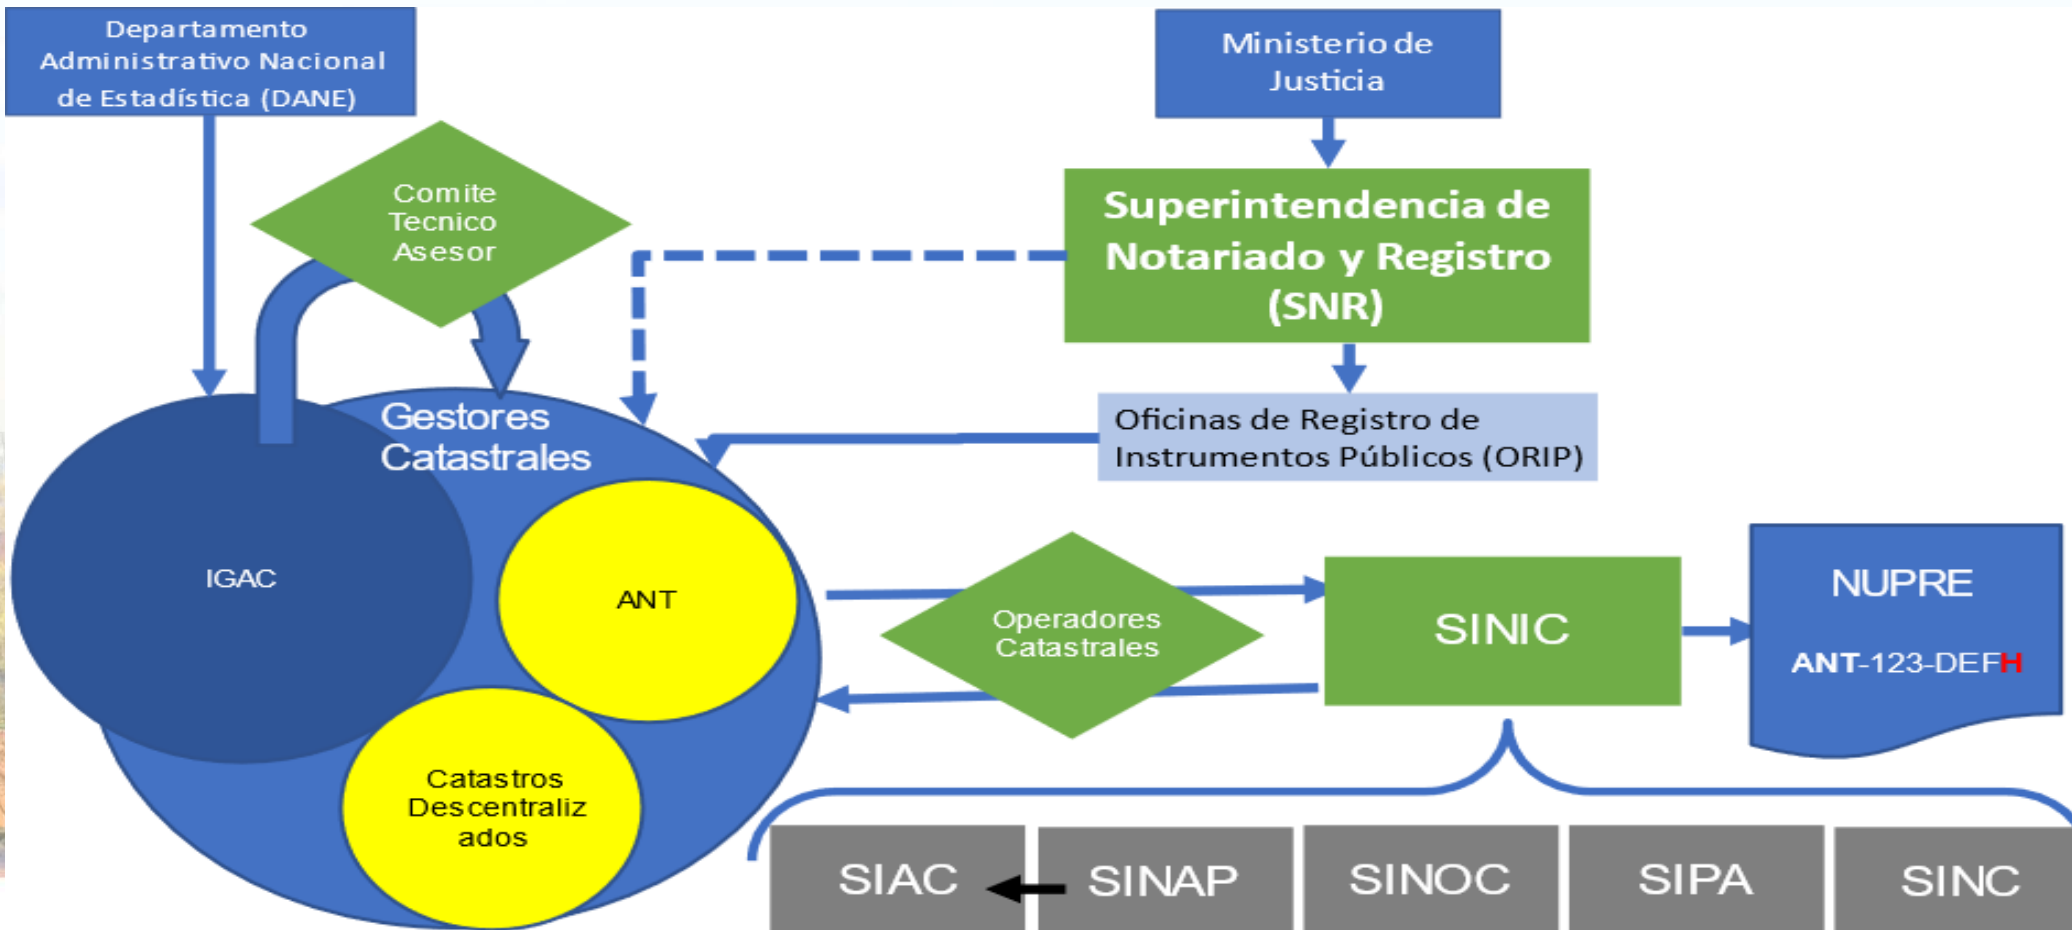 Departamento
Administrativo Nacional
de Estadística (DANE)
Ministerio de
Justicia
Comite
Tecnico
Asesor
Superintendencia de
Notariado y Registro
(SNR)
Gestores
Catastrales
Oficinas de Registro de
Instrumentos Públicos (ORIP)
IGAC
ANT
Operadores
Catastrales
SINIC
NUPRE
ANT-123-DEFH
Catastros
Descentraliz
ados
SIAC
SINAP
SINOC
SIPA
SINC